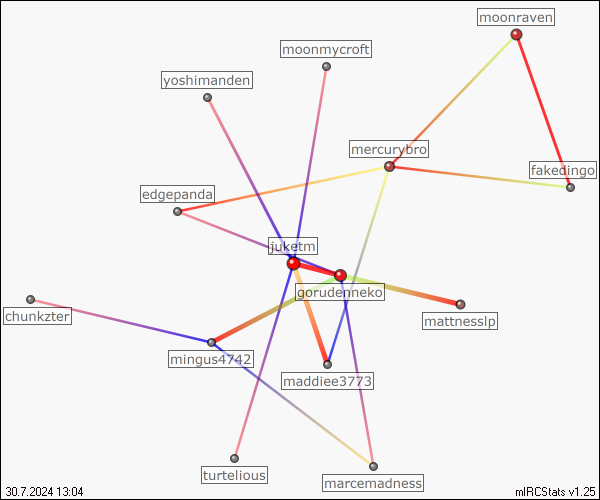 moonraven
moonmycroft
yoshimanden
mercurybro
fakedingo
edgepanda
juketm
gorudenneko
chunkzter
mattnesslp
mingus4742
maddiee3773
turtelious
marcemadness
30.7.2024 13:04
mIRCStats v1.25